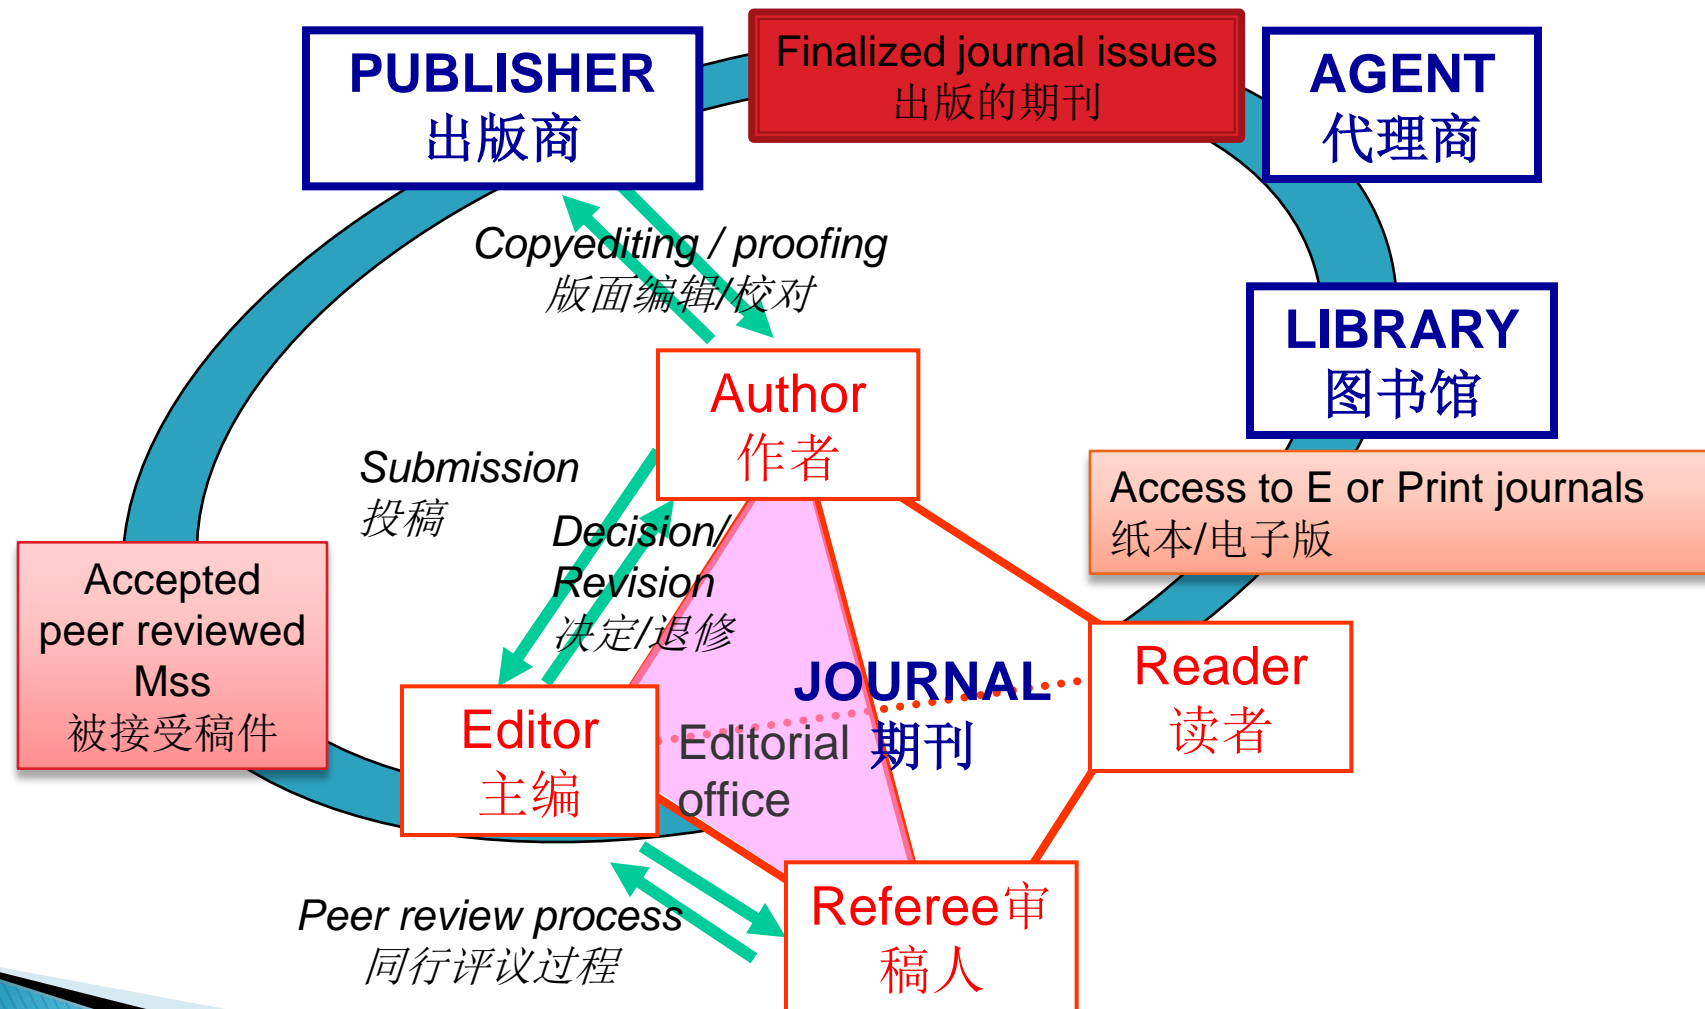 PUBLISHER
出版商
Finalized journal issues
出版的期刊
AGENT
代理商
Copyediting / proofing
版面编辑/校对
LIBRARY
图书馆
Author
作者
Submission
投稿
Access to E or Print journals
纸本/电子版
Decision/
Revision
决定/退修
Accepted
peer reviewed
Mss
被接受稿件
JOURNAL
期刊
Reader
读者
Editor
主编
Editorial
office
Referee审
稿人
Peer review process
同行评议过程